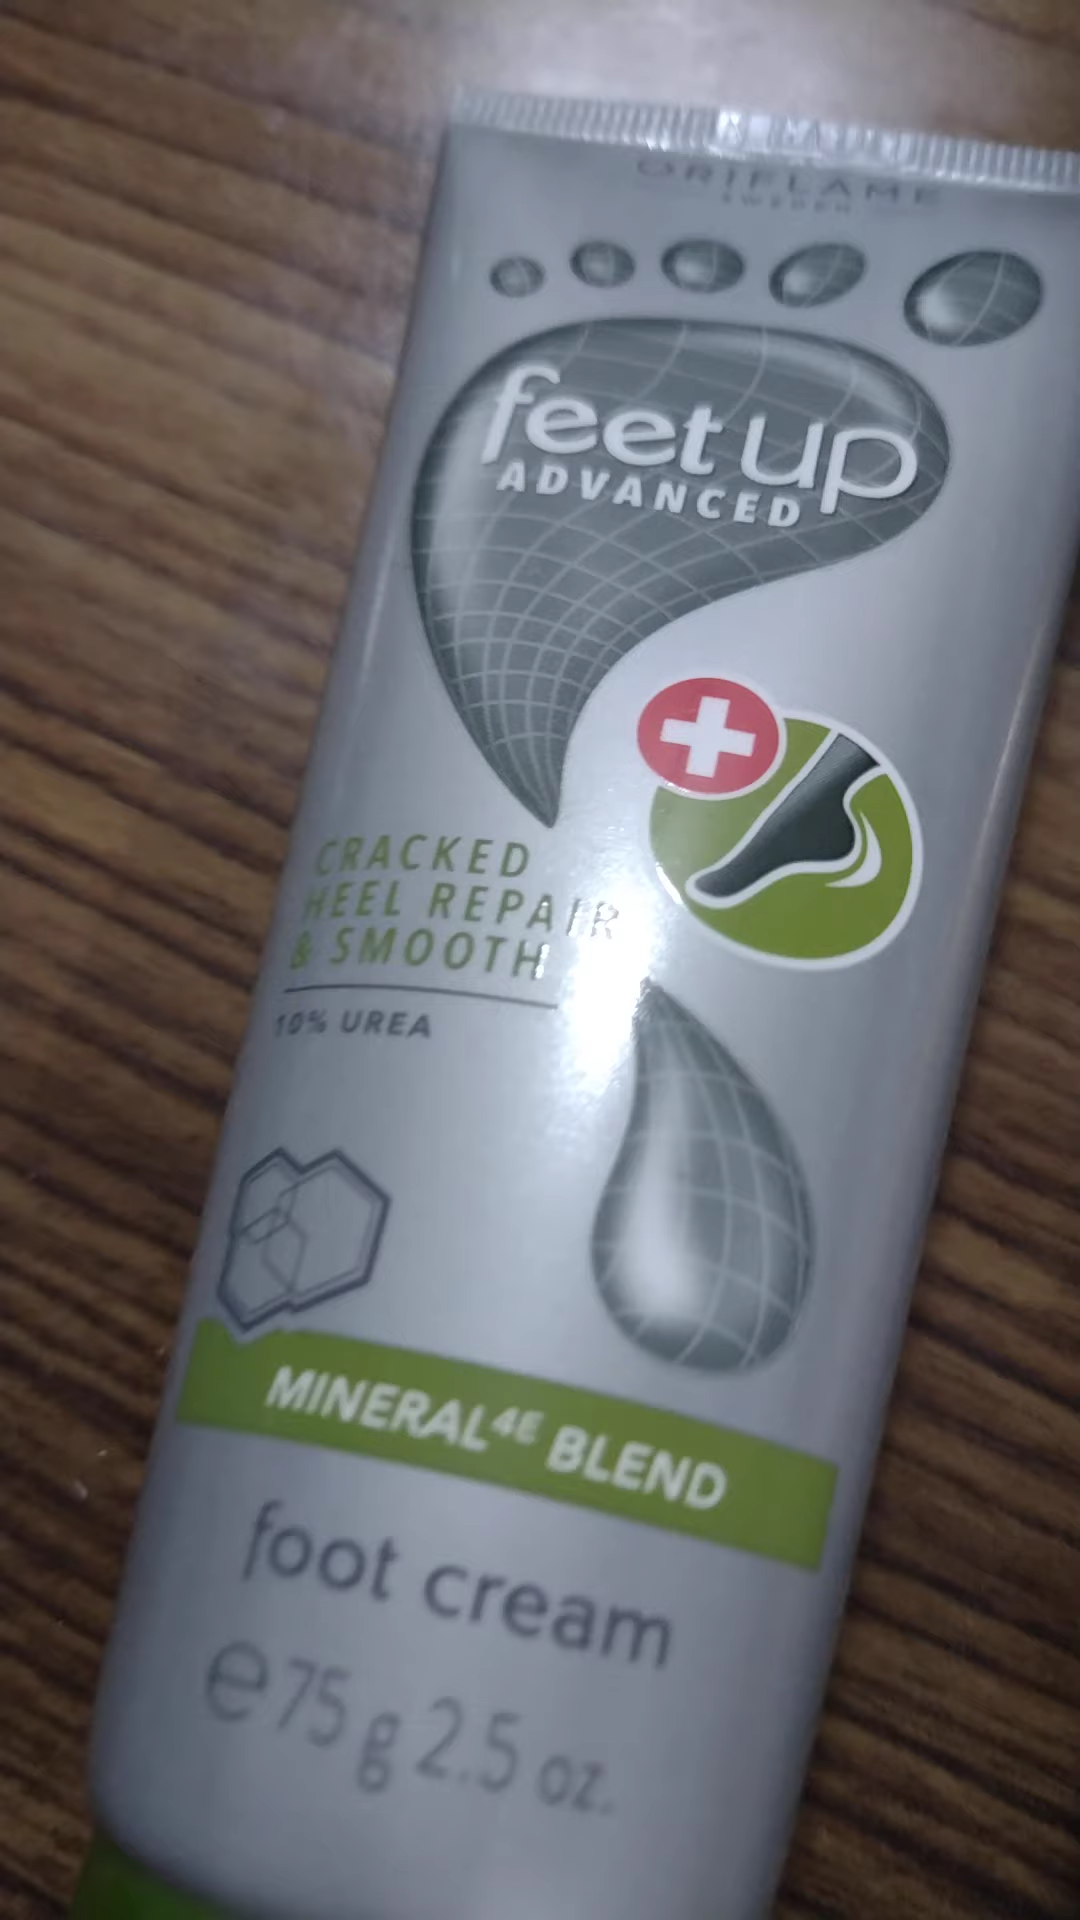 ORIFLAME
SWEDEN
feet up
ADVANCED
CRACKED
HEEL REPAIR
& SMOOTH
10% UREA
MINERAL4E BLEND
foot cream
e 75 g 2.5 oz.